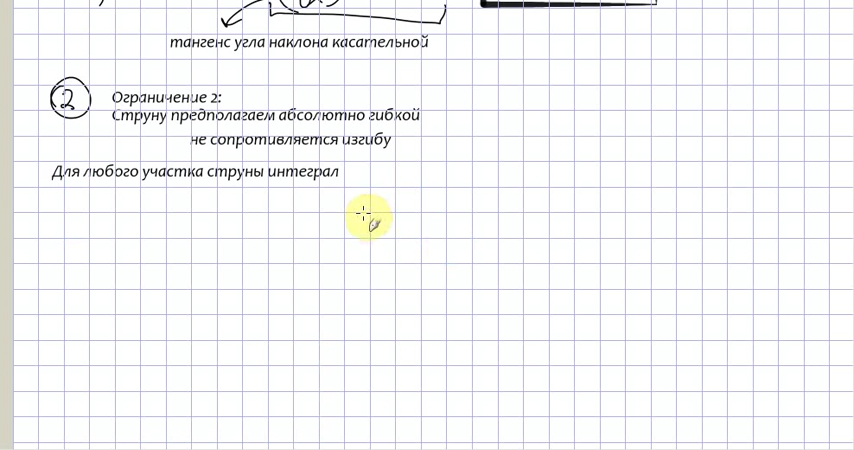 тангенс угла наклона касательной
2
Ограничение 2:
Струну предполагаем абсолютно гибкой
не сопротивляется изгибу
Для любого участка струны интеграл